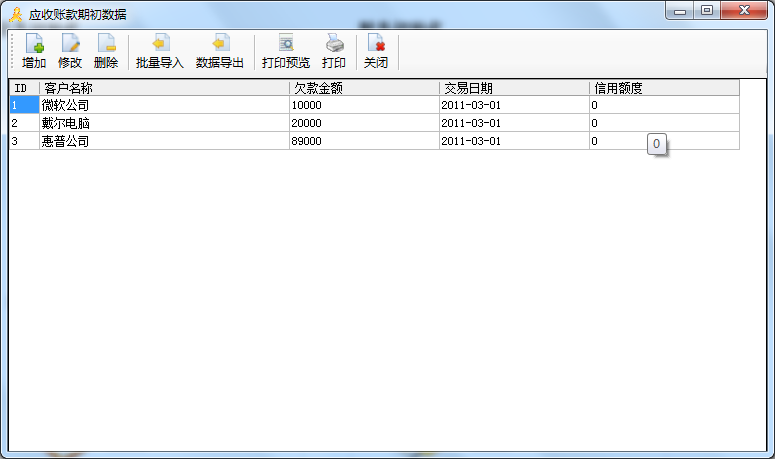 应收账款期初数据
增加 修改 删除 批量导入 数据导出 打印预览 打印 关闭
ID 客户名称 欠款金额 交易日期 信用额度
1 微软公司 10000 2011-03-01 0
2 戴尔电脑 20000 2011-03-01 0
3 惠普公司 89000 2011-03-01 0
0